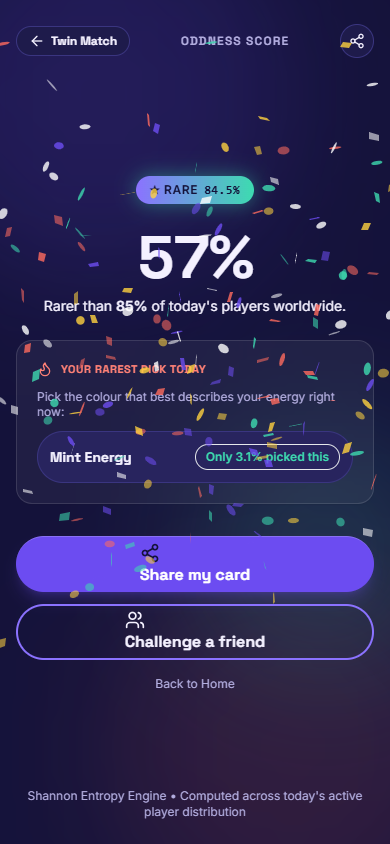 Twin Match
ODDNESS SCORE
RARE 84.5%
57%
Rarer than 85% of today's players worldwide.
YOUR RAREST PICK TODAY
Pick the colour that best describes your energy right
now:
Mint Energy
Only 3.1% picked this
Share my card
Challenge a friend
Back to Home
Shannon Entropy Engine • Computed across today's active
player distribution